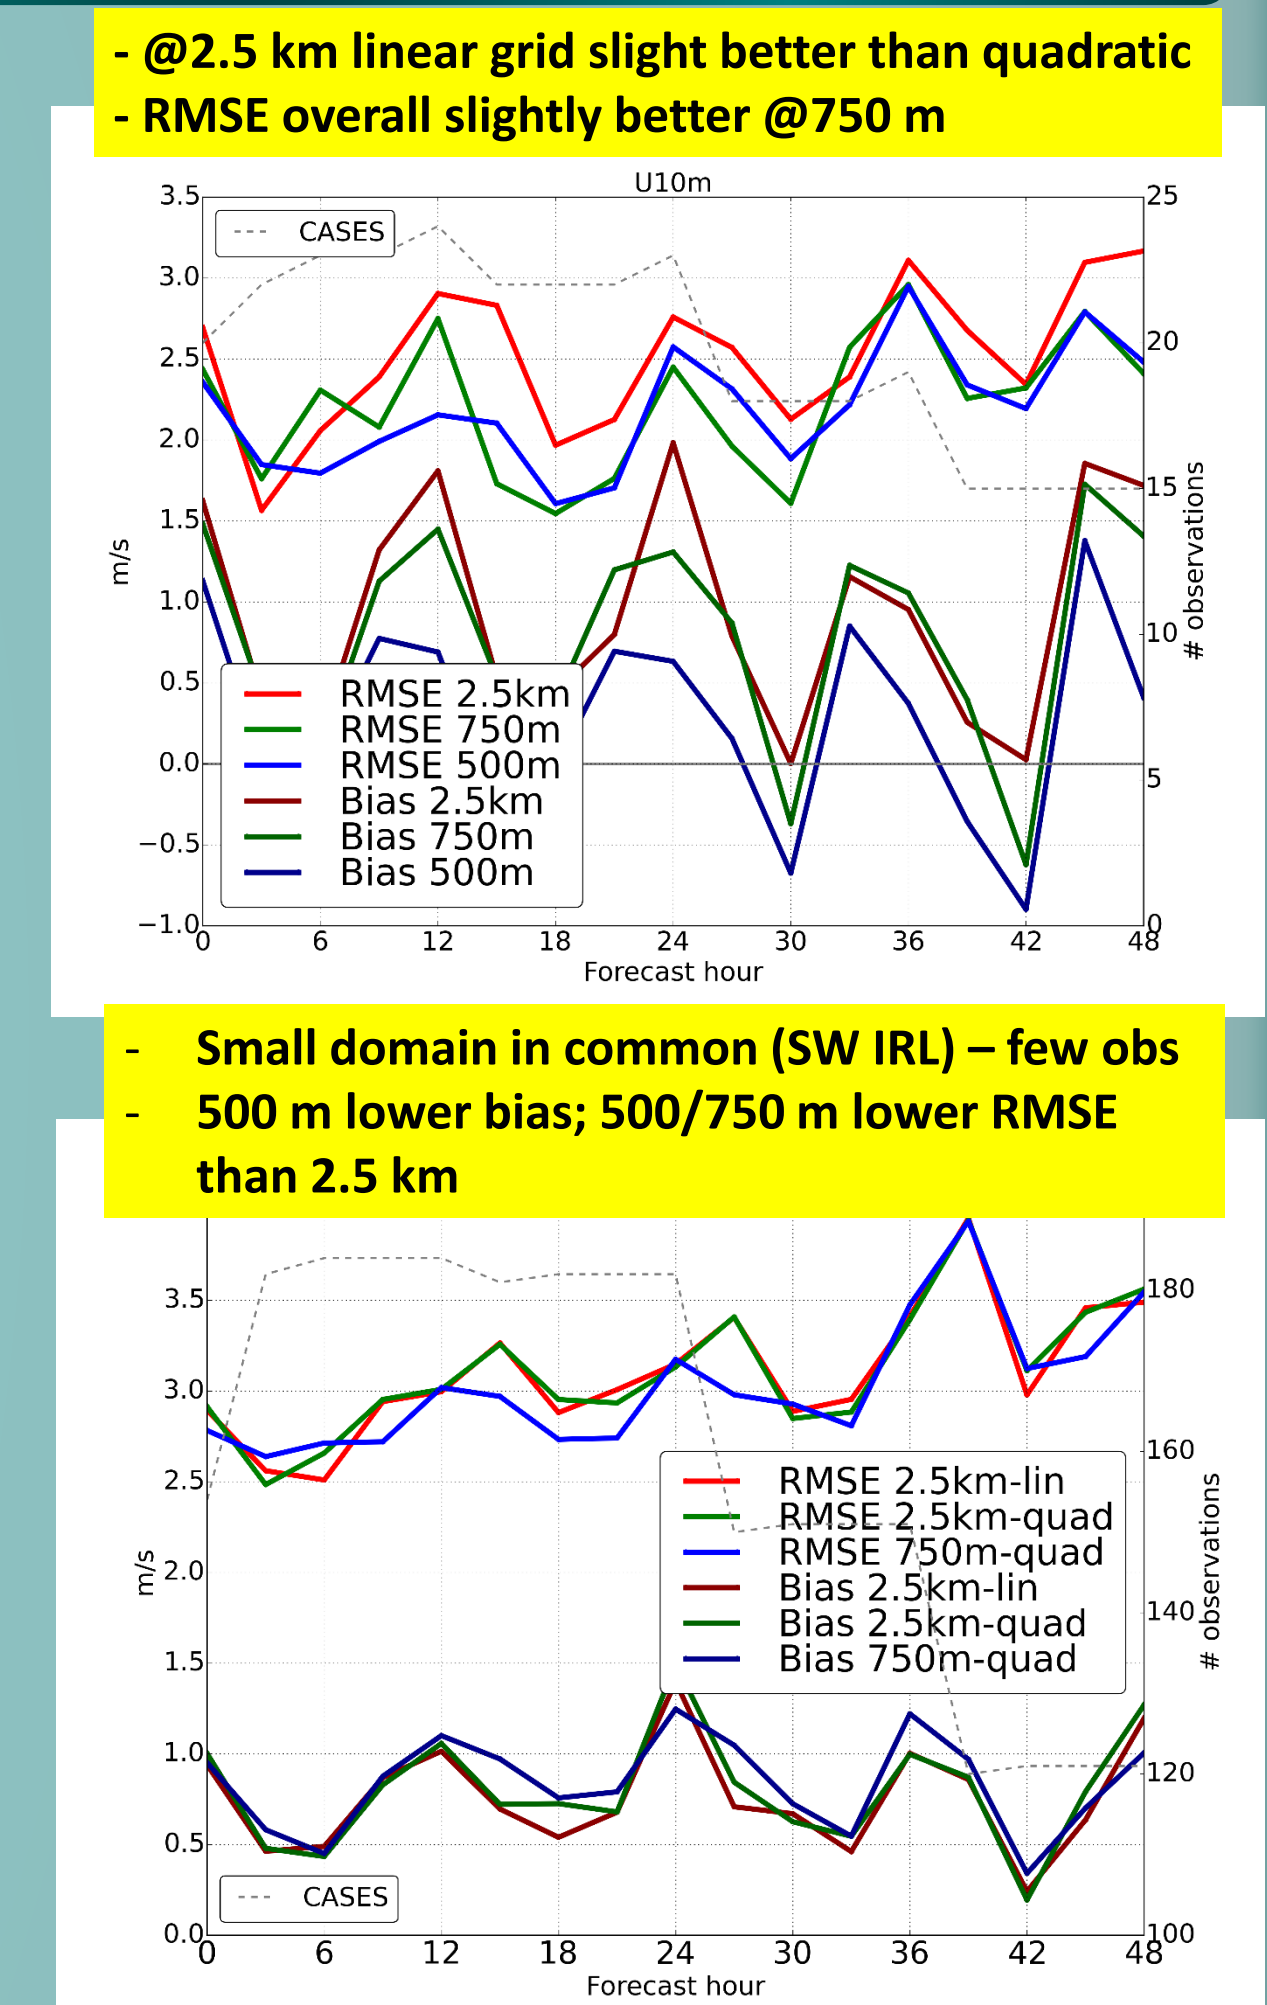 - @2.5 km linear grid slight better than quadratic
- RMSE overall slightly better @750 m
U10m
3.5
3.0
2.5
2.0
1.5
1.0
0.5
0.0
−0.5
−1.0
m/s
CASES
RMSE 2.5km
RMSE 750m
RMSE 500m
Bias 2.5km
Bias 750m
Bias 500m
25
20
15
10
5
0
# observations
0 6 12 18 24 30 36 42 48
Forecast hour
- Small domain in common (SW IRL) – few obs
- 500 m lower bias; 500/750 m lower RMSE
than 2.5 km
3.5
3.0
2.5
2.0
1.5
1.0
0.5
0.0
m/s
RMSE 2.5km-lin
RMSE 2.5km-quad
RMSE 750m-quad
Bias 2.5km-lin
Bias 2.5km-quad
Bias 750m-quad
CASES
180
160
140
120
100
# observations
0 6 12 18 24 30 36 42 48
Forecast hour